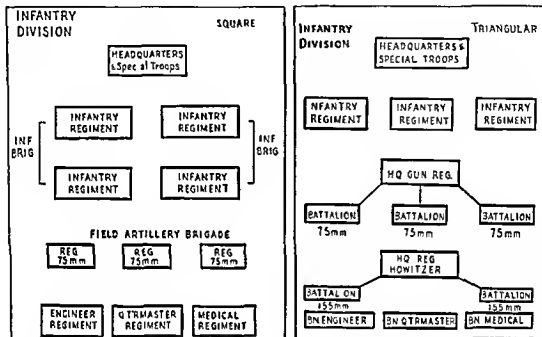 INFANTRY
DIVISION
SQUARE
HEADQUARTERS
& Spec al Troops
INFANTRY
REGIMENT
INFANTRY
REGIMENT
INF
BRIG
INF
BRIG
INFANTRY
REGIMENT
INFANTRY
REGIMENT
FIELD ARTILLERY BRIGADE
REG
75mm
REG
75mm
REG
75mm
ENGINEER
REGIMENT
QTRMASTER
REGIMENT
MEDICAL
REGIMENT
INFANTRY
DIVISION
TRIANGULAR
HEADQUARTERS &
SPECIAL TROOPS
NFANTRY
REGIMENT
INFANTRY
REGIMENT
INFANTRY
REGIMENT
HQ GUN REG.
BATTALION
75mm
BATTALION
75mm
BATTALION
75mm
HQ REG
HOWITZER
BATTAL ON
155mm
BATTALION
155mm
BN ENGINEER
BN QTRMASTER
BN MEDICAL